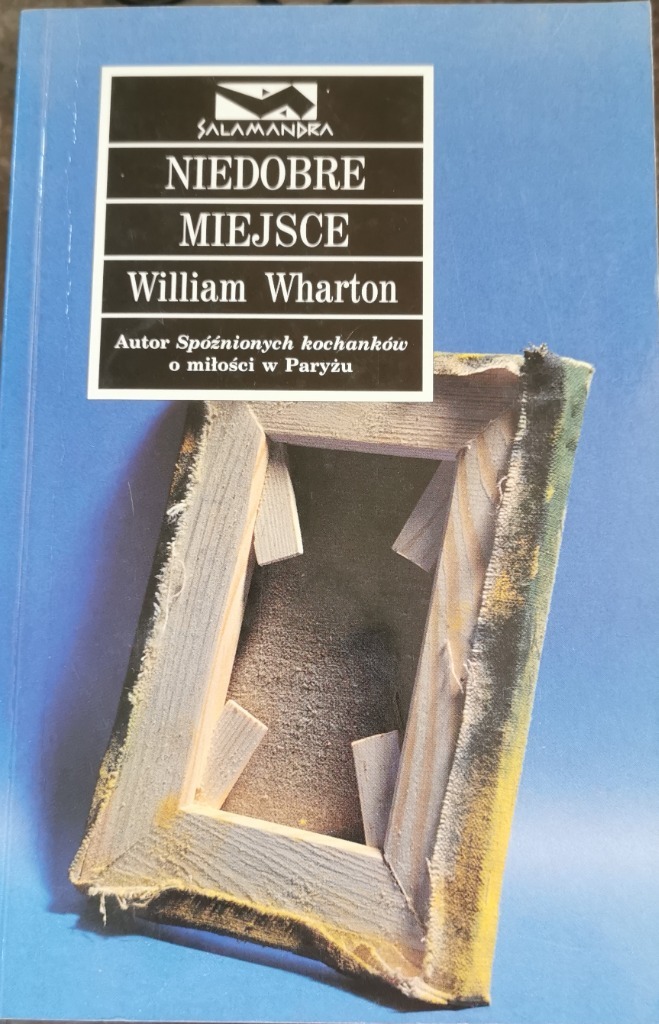 SALAMANDRA
NIEDOBRE
MIEJSCE
William Wharton
Autor Spóźnionych kochanków
o miłości w Paryżu